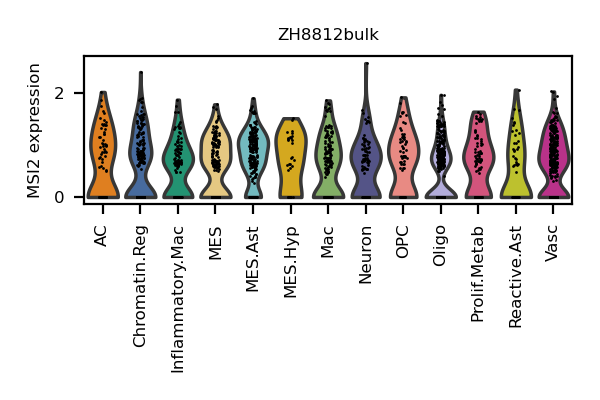 ZH8812bulk
MSI2 expression
2
0
AC
Chromatin.Reg
Inflammatory.Mac
MES
MES.Ast
MES.Hyp
Mac
Neuron
OPC
Oligo
Prolif.Metab
Reactive.Ast
Vasc